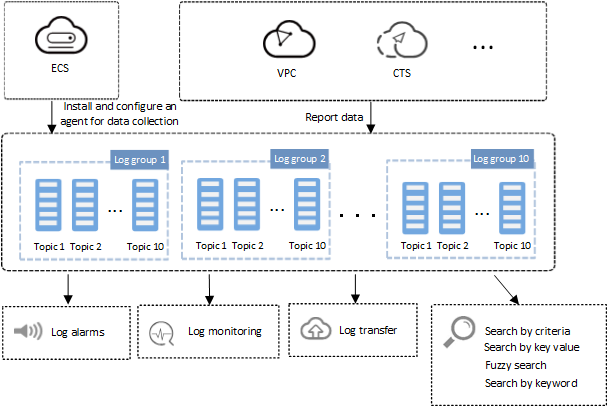 ECS
VPC
CTS
...
Install and configure an
agent for data collection
Report data
Log group 1
Log group 2
Log group 10
Topic 1 Topic 2 ... Topic 10
Topic 1 Topic 2 ... Topic 10
. . .
Topic 1 Topic 2 ... Topic 10
Log alarms
Log monitoring
Log transfer
Search by criteria
Search by key value
Fuzzy search
Search by keyword